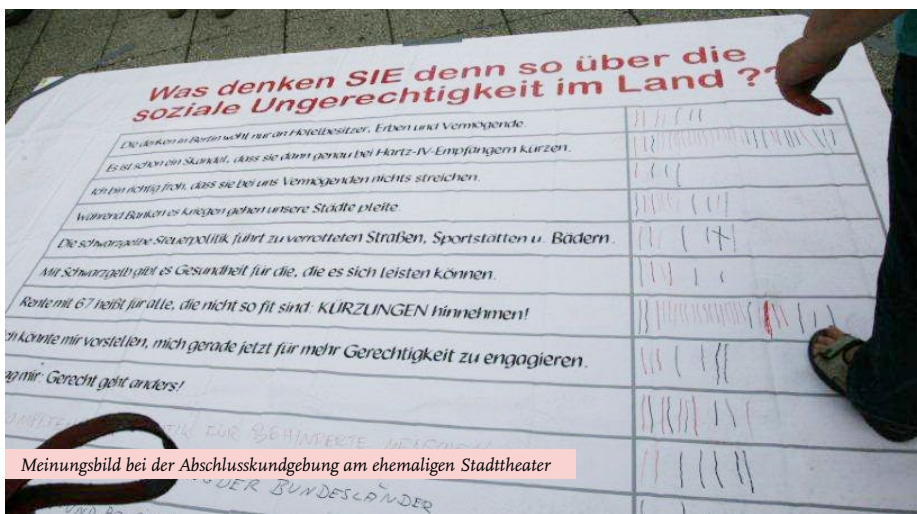 Was denken SIE denn so über die
soziale Ungerechtigkeit im Land ??
Die denken in Berlin wohl nur an Hotelbesitzer, Erben und Vermögende.
Es ist schon ein Skandal, dass sie dann genau bei Hartz-IV-Empfängern kürzen.
Ich bin richtig froh, dass sie bei uns Vermögenden nichts streichen.
Während Banken es kriegen gehen unsere Städte pleite.
Die schwarzgelbe Steuerpolitik führt zu verrotteten Straßen, Sportstätten u. Bädern.
Mit Schwarzgelb gibt es Gesundheit für die, die es sich leisten können.
Rente mit 67 heißt für alle, die nicht so fit sind: KÜRZUNGEN hinnehmen!
ch könnte mir vorstellen, mich gerade jetzt für mehr Gerechtigkeit zu engagieren.
ag mir: Gerecht geht anders!
FÜR BEHINDERTE
Meinungsbild bei der Abschlusskundgebung am ehemaligen Stadttheater
DER BUNDESLÄNDER
UND